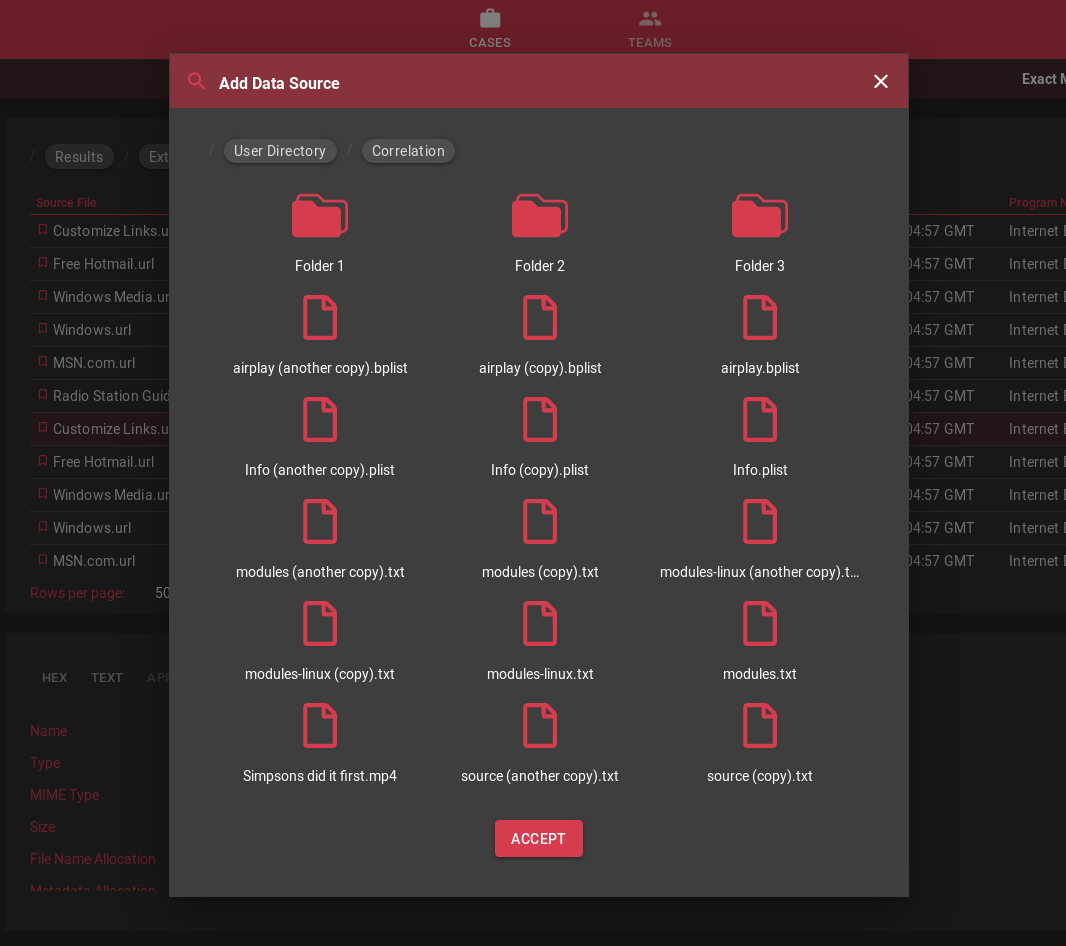 CASES TEAMS
Add Data Source
Exact M
/ Results / Ext
/ User Directory / Correlation
Source File Program N
Customize Links.u 04:57 GMT Internet E
Free Hotmail.url 04:57 GMT Internet E
Windows Media.ur 04:57 GMT Internet E
Windows.url 04:57 GMT Internet E
MSN.com.url 04:57 GMT Internet E
Radio Station Guid 04:57 GMT Internet E
Customize Links.u 04:57 GMT Internet E
Free Hotmail.url 04:57 GMT Internet E
Windows Media.ur 04:57 GMT Internet E
Windows.url 04:57 GMT Internet E
MSN.com.url 04:57 GMT Internet E
Rows per page: 50
Folder 1 Folder 2 Folder 3
airplay (another copy).bplist airplay (copy).bplist airplay.bplist
Info (another copy).plist Info (copy).plist Info.plist
modules (another copy).txt modules (copy).txt modules-linux (another copy).t...
modules-linux (copy).txt modules-linux.txt modules.txt
Simpsons did it first.mp4 source (another copy).txt source (copy).txt
ACCEPT
HEX TEXT APP
Name
Type
MIME Type
Size
File Name Allocation
Metadata Allocation